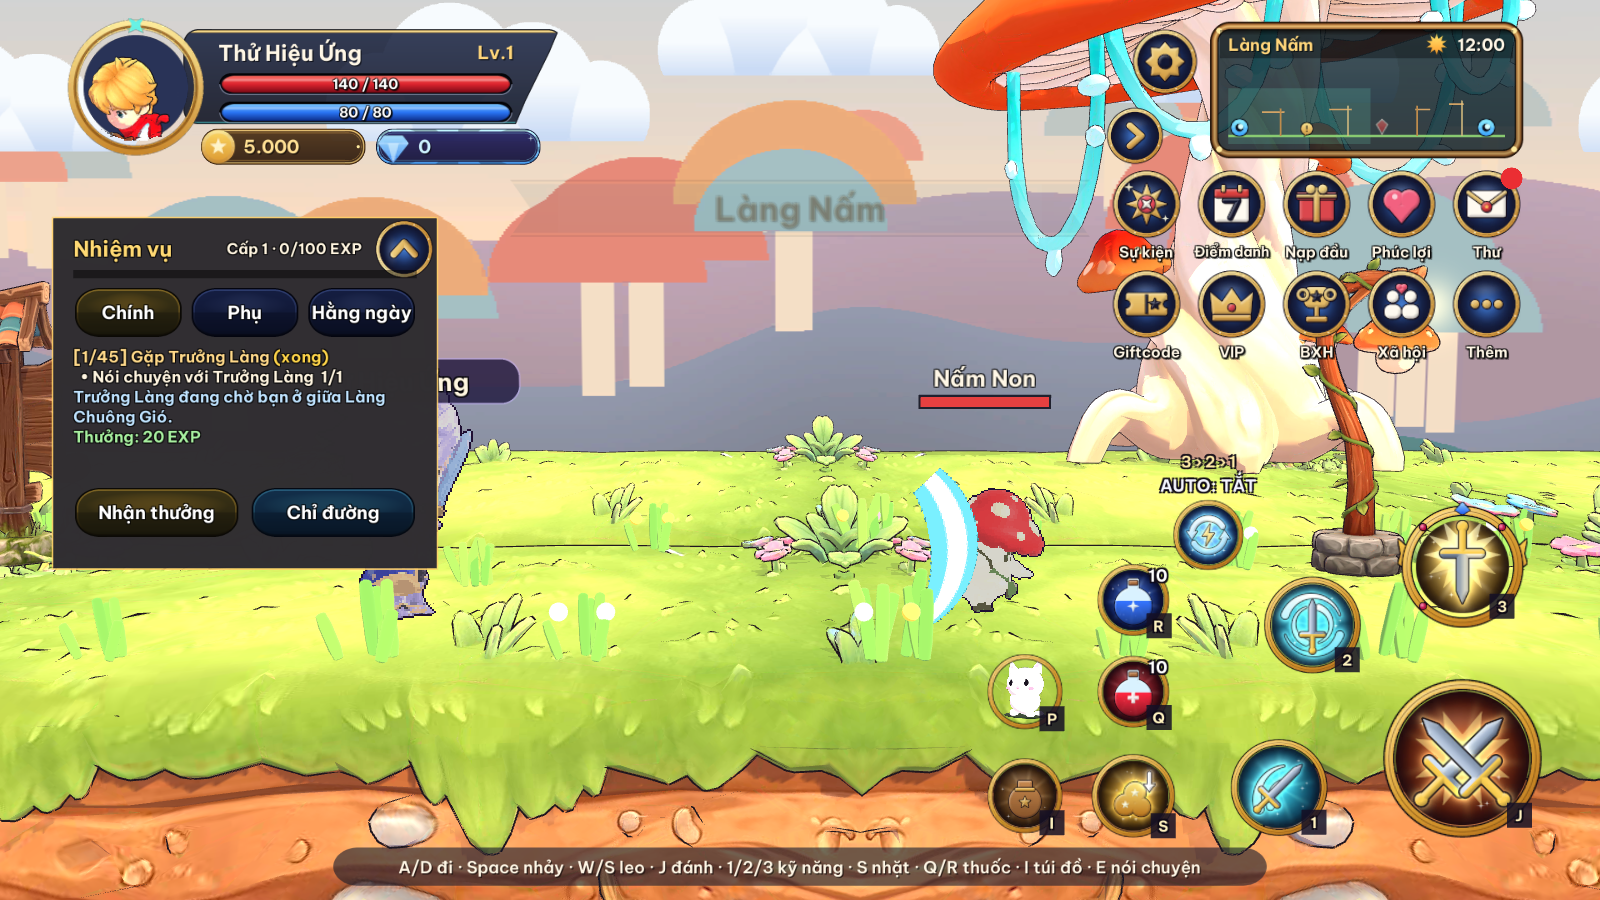 Thử Hiệu Ứng
Lv.1
140 / 140
80 / 80
5.000
0
Làng Nấm
12:00
7
Sự kiện
Điểm danh
Nạp đầu
Phúc lợi
Thư
Giftcode
VIP
BXH
Xã hội
Thêm
Làng Nấm
Nhiệm vụ
Cấp 1 · 0/100 EXP
Chính
Phụ
Hằng ngày
[1/45] Gặp Trưởng Làng (xong)
• Nói chuyện với Trưởng Làng 1/1
Trưởng Làng đang chờ bạn ở giữa Làng
Chuông Gió.
Thưởng: 20 EXP
Nhận thưởng
Chỉ đường
ng
Nấm Non
3>2>1
AUTO: TẮT
10
R
3
2
10
Q
P
I
S
1
J
A/D đi · Space nhảy · W/S leo · J đánh · 1/2/3 kỹ năng · S nhặt · Q/R thuốc · I túi đồ · E nói chuyện